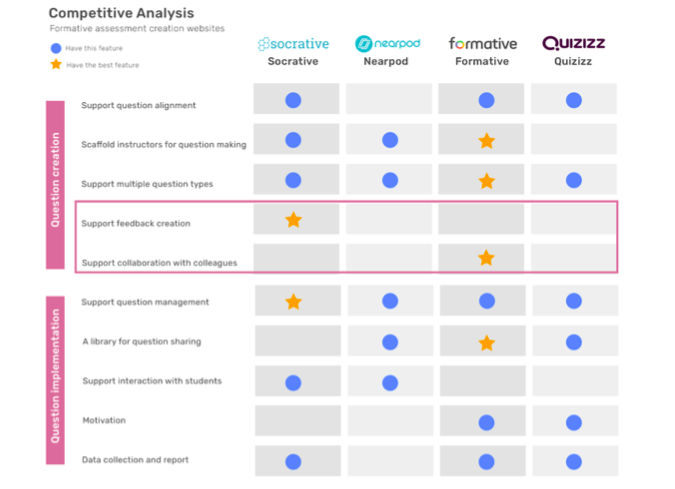 Competitive Analysis
Formative assessment creation websites
Have this feature
Have the best feature
socrative
nearpod
formative
QUIZIZZ
Socrative
Nearpod
Formative
Quizizz
Question creation
Support question alignment
Scaffold instructors for question making
Support multiple question types
Support feedback creation
Support collaboration with colleagues
Question implementation
Support question management
A library for question sharing
Support interaction with students
Motivation
Data collection and report